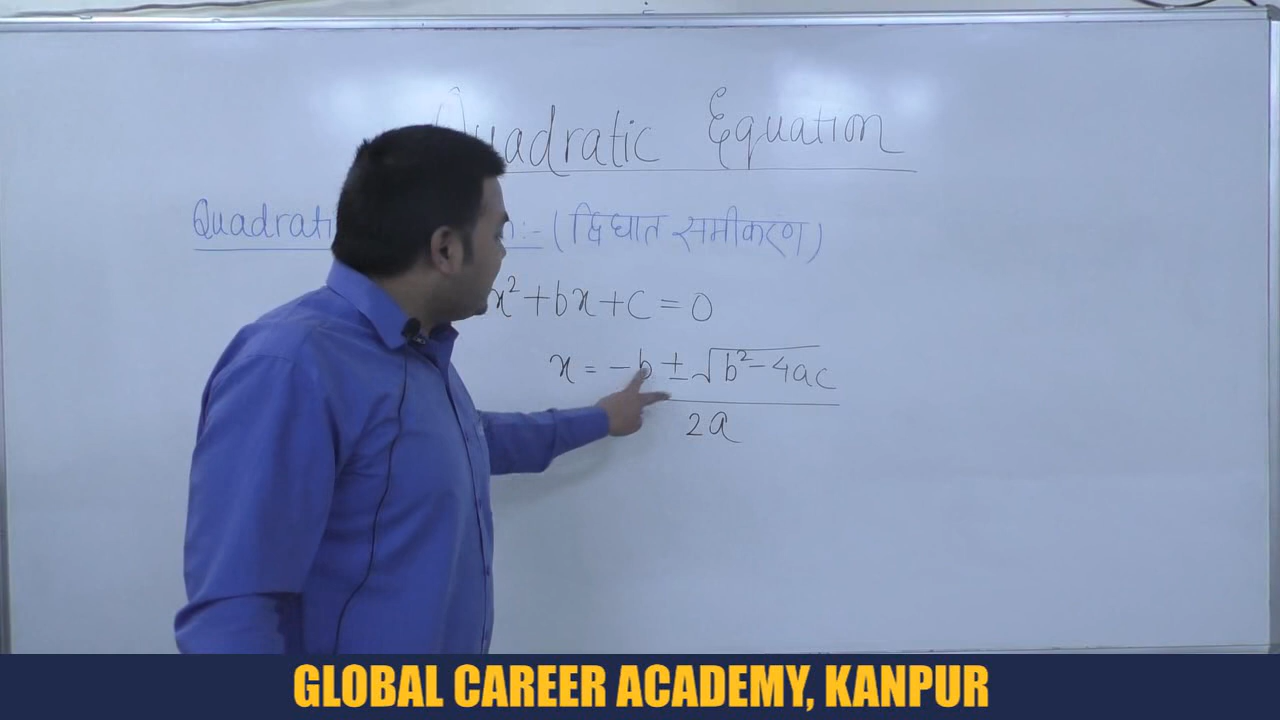 Quadratic Equation
Quadrati n:- (द्विघात समीकरण)
x² + bx + c = 0
x = -b ± √b² - 4ac
2a
GLOBAL CAREER ACADEMY, KANPUR